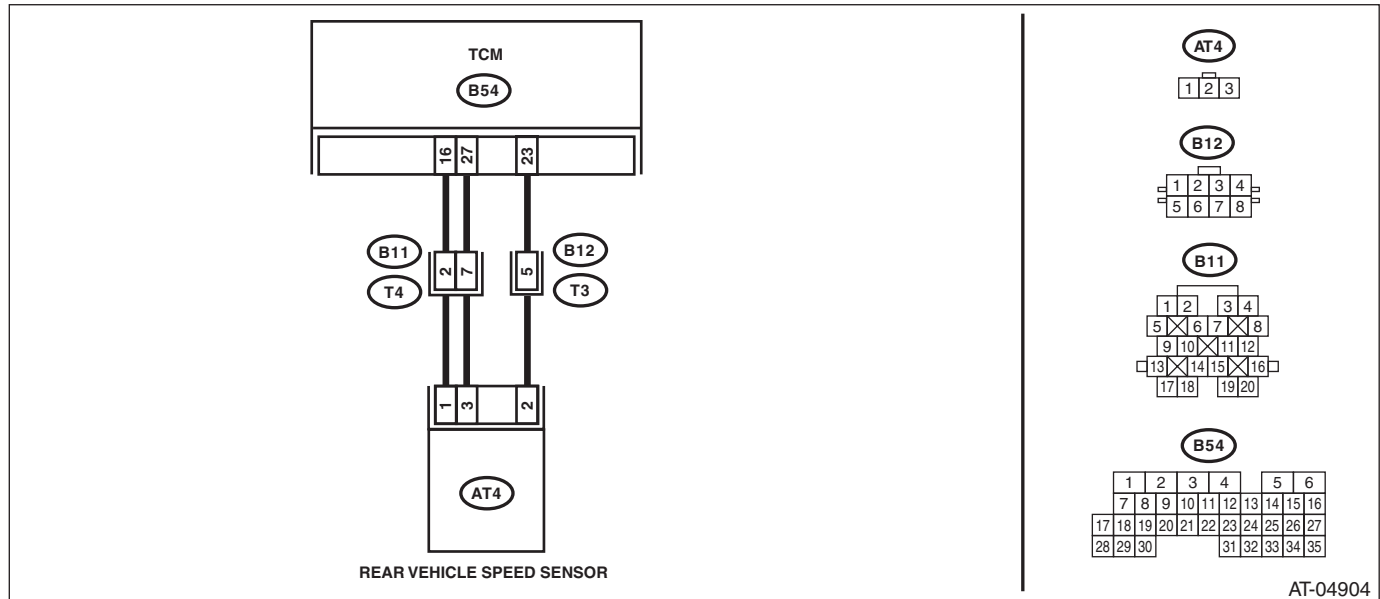 TCM
B54
16 27 23
B11 B12
2 7 5
T4 T3
1 3 2
AT4
REAR VEHICLE SPEED SENSOR
AT4
1 2 3
B12
1 2 3 4
5 6 7 8
B11
1 2 3 4
5 6 7 8
9 10 11 12
13 14 15 16
17 18 19 20
B54
1 2 3 4 5 6
7 8 9 10 11 12 13 14 15 16
17 18 19 20 21 22 23 24 25 26 27
28 29 30 31 32 33 34 35
AT-04904